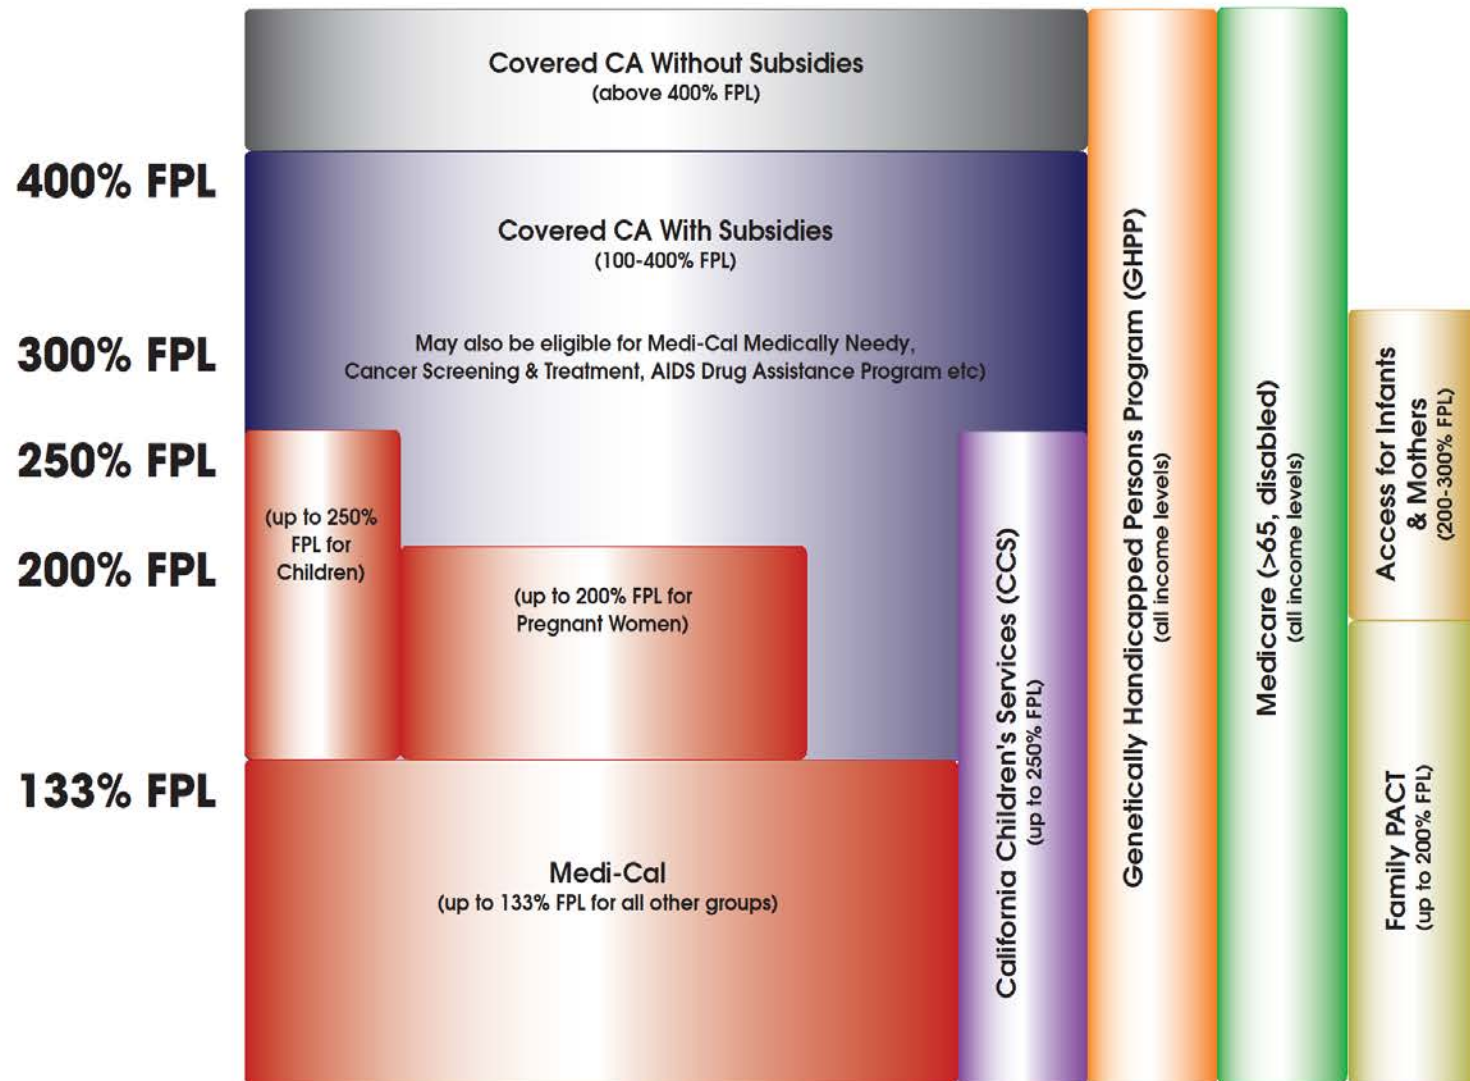 Covered CA Without Subsidies
(above 400% FPL)
400% FPL
Covered CA With Subsidies
(100-400% FPL)
300% FPL
May also be eligible for Medi-Cal Medically Needy,
Cancer Screening & Treatment, AIDS Drug Assistance Program etc)
250% FPL
(up to 250%
FPL for
Children)
200% FPL
(up to 200% FPL for
Pregnant Women)
133% FPL
Medi-Cal
(up to 133% FPL for all other groups)
California Children's Services (CCS)
(up to 250% FPL)
Genetically Handicapped Persons Program (GHPP)
(all income levels)
Medicare (>65, disabled)
(all income levels)
Access for Infants
& Mothers
(200-300% FPL)
Family PACT
(up to 200% FPL)